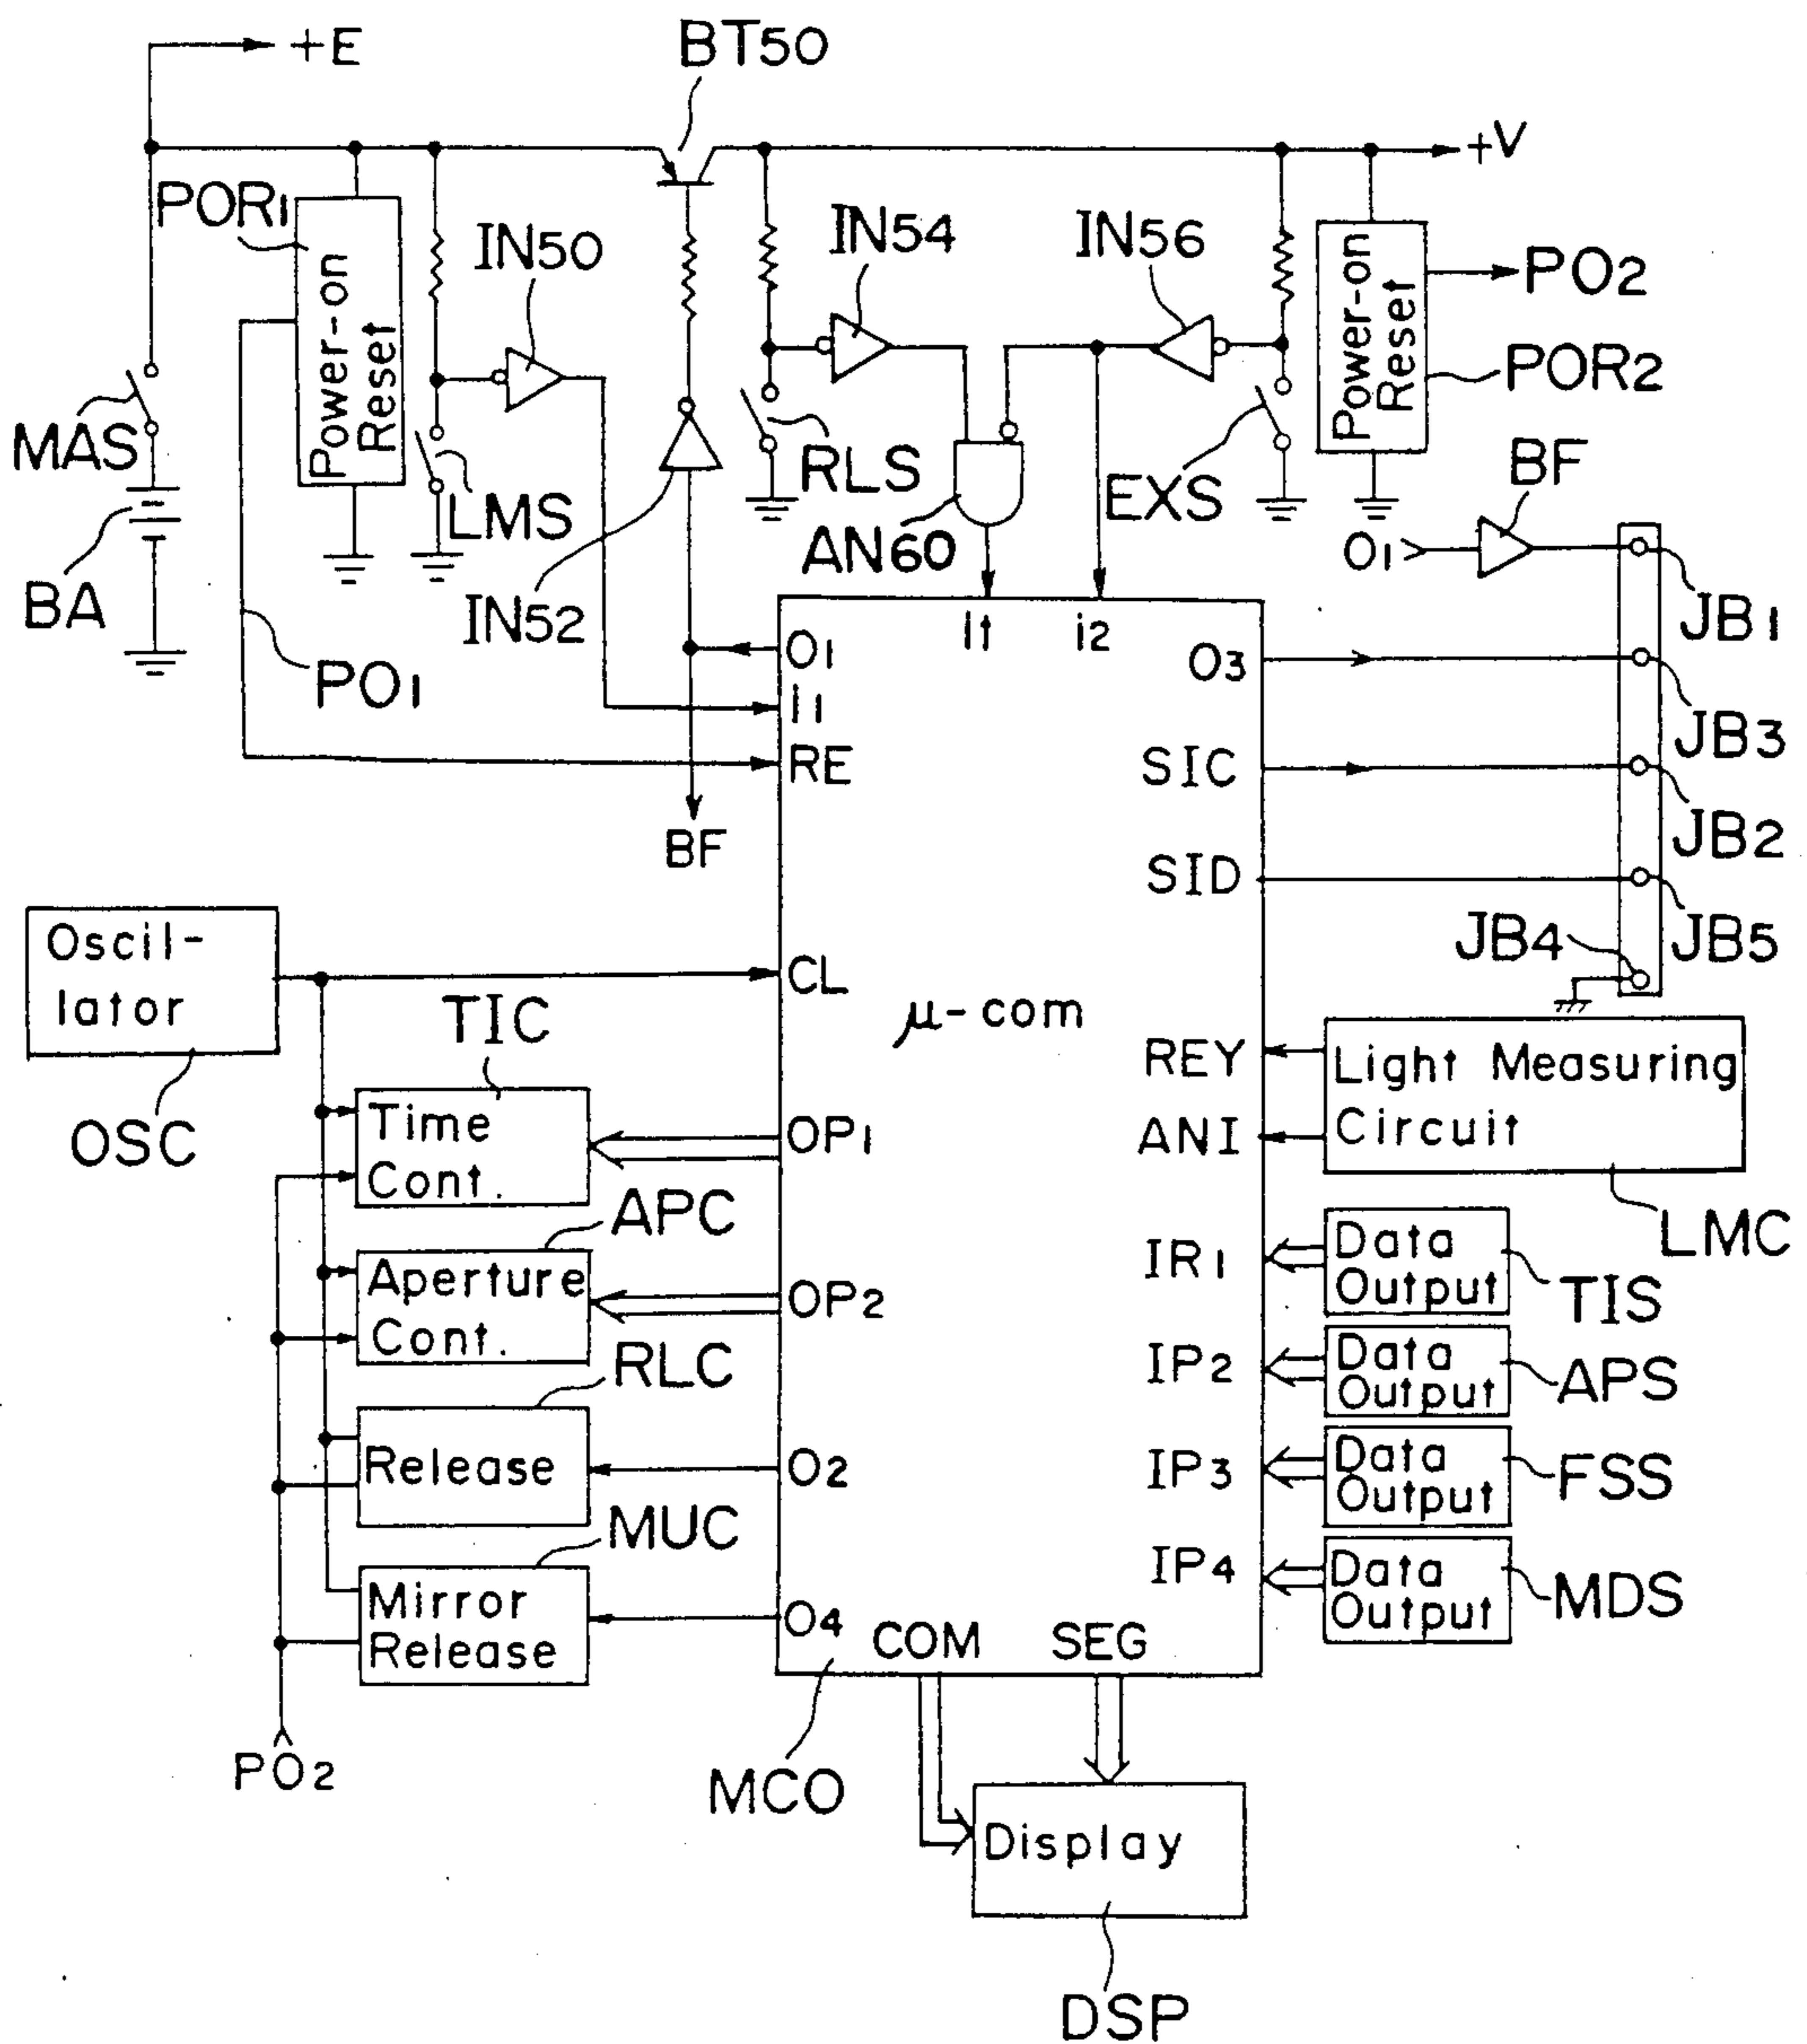 +E
BT50
+V
POR1
Power-on
Reset
IN50
IN54
IN56
Power-on
Reset
PO2
POR2
MAS
LMS
RLS
EXS
BF
AN60
O1
BA
IN52
JB1
PO1
O1
It
i2
O3
i1
JB3
RE
SIC
BF
JB2
SID
Oscil-
lator
JB4
JB5
CL
TIC
μ-com
REY
Light Measuring
Circuit
OSC
Time
Cont.
OP1
ANI
APC
LMC
IR1
Data
Output
TIS
Aperture
Cont.
OP2
RLC
IP2
Data
Output
APS
Release
O2
IP3
Data
Output
FSS
MUC
Mirror
Release
O4
IP4
Data
Output
MDS
COM
SEG
PO2
MCO
Display
DSP